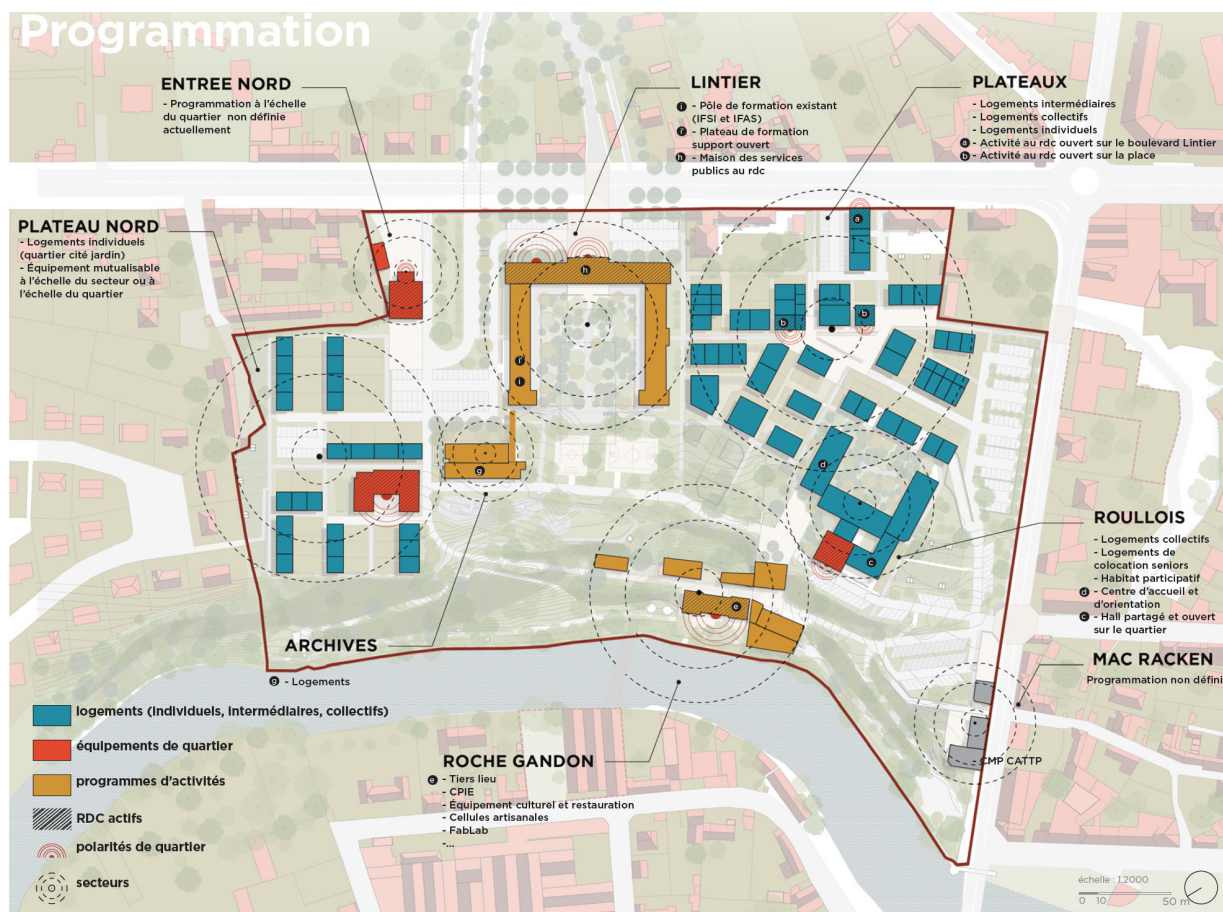 Programmation
ENTREE NORD
- Programmation à l'échelle
du quartier non définie
actuellement
LINTIER
i - Pôle de formation existant
(IFSI et IFAS)
- Plateau de formation
support ouvert
h - Maison des services
publics au rdc
PLATEAUX
- Logements intermédiaires
- Logements collectifs
- Logements individuels
a - Activité au rdc ouvert sur le boulevard Lintier
b - Activité au rdc ouvert sur la place
PLATEAU NORD
- Logements individuels
(quartier cité jardin)
- Équipement mutualisable
à l'échelle du secteur ou à
l'échelle du quartier
a
h
b
b
i
g
d
c
e
ROULLOIS
- Logements collectifs
- Logements de
colocation seniors
- Habitat participatif
d - Centre d'accueil et
d'orientation
c - Hall partagé et ouvert
sur le quartier
ARCHIVES
g - Logements
MAC RACKEN
Programmation non défini
CMP CATTP
ROCHE GANDON
e - Tiers lieu
- CPIE
- Équipement culturel et restauration
- Cellules artisanales
- FabLab
-...
logements (individuels, intermédiaires, collectifs)
équipements de quartier
programmes d'activités
RDC actifs
polarités de quartier
secteurs
échelle : 1.2000
0 10 50 m